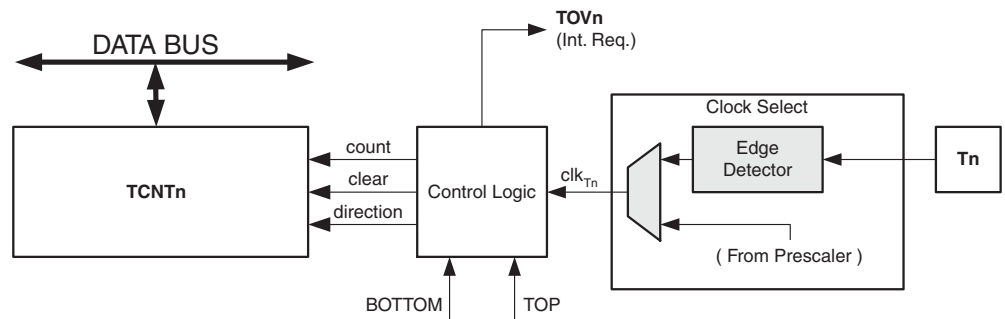 TOVn
(Int. Req.)
DATA BUS
Clock Select
Edge
Detector
Tn
TCNTn
count
clear
direction
Control Logic
clkTn
( From Prescaler )
BOTTOM
TOP